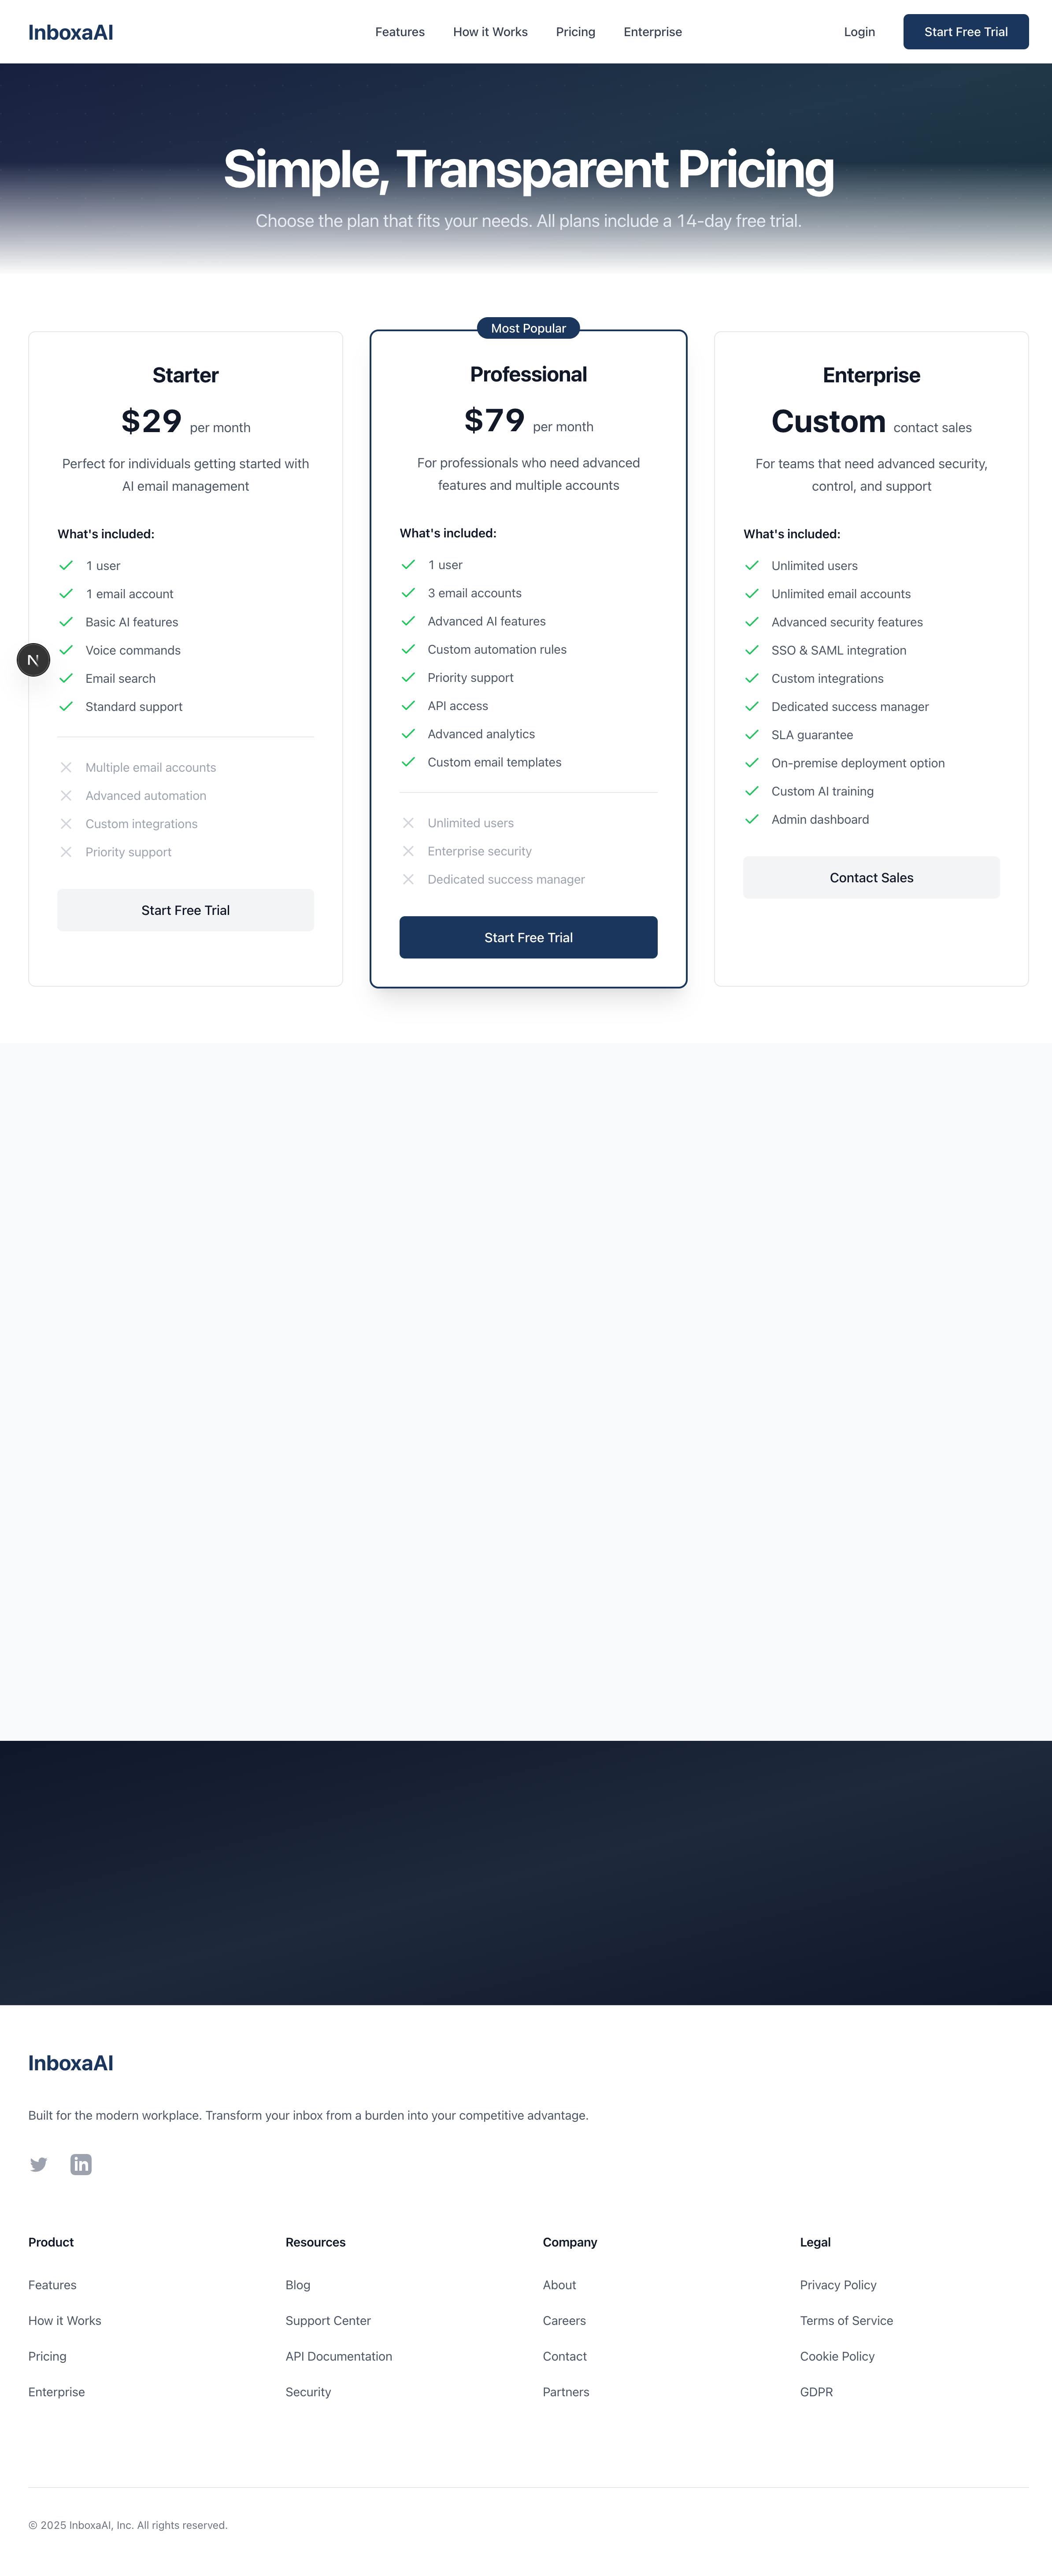 InboxaAI
Features
How it Works
Pricing
Enterprise
Login
Start Free Trial
Simple, Transparent Pricing
Choose the plan that fits your needs. All plans include a 14-day free trial.
Starter
$29 per month
Perfect for individuals getting started with
AI email management
What's included:
1 user
1 email account
Basic AI features
Voice commands
Email search
Standard support
Multiple email accounts
Advanced automation
Custom integrations
Priority support
Start Free Trial
Most Popular
Professional
$79 per month
For professionals who need advanced
features and multiple accounts
What's included:
1 user
3 email accounts
Advanced AI features
Custom automation rules
Priority support
API access
Advanced analytics
Custom email templates
Unlimited users
Enterprise security
Dedicated success manager
Start Free Trial
Enterprise
Custom contact sales
For teams that need advanced security,
control, and support
What's included:
Unlimited users
Unlimited email accounts
Advanced security features
SSO & SAML integration
Custom integrations
Dedicated success manager
SLA guarantee
On-premise deployment option
Custom AI training
Admin dashboard
Contact Sales
N
InboxaAI
Built for the modern workplace. Transform your inbox from a burden into your competitive advantage.
in
Product
Features
How it Works
Pricing
Enterprise
Resources
Blog
Support Center
API Documentation
Security
Company
About
Careers
Contact
Partners
Legal
Privacy Policy
Terms of Service
Cookie Policy
GDPR
© 2025 InboxaAI, Inc. All rights reserved.